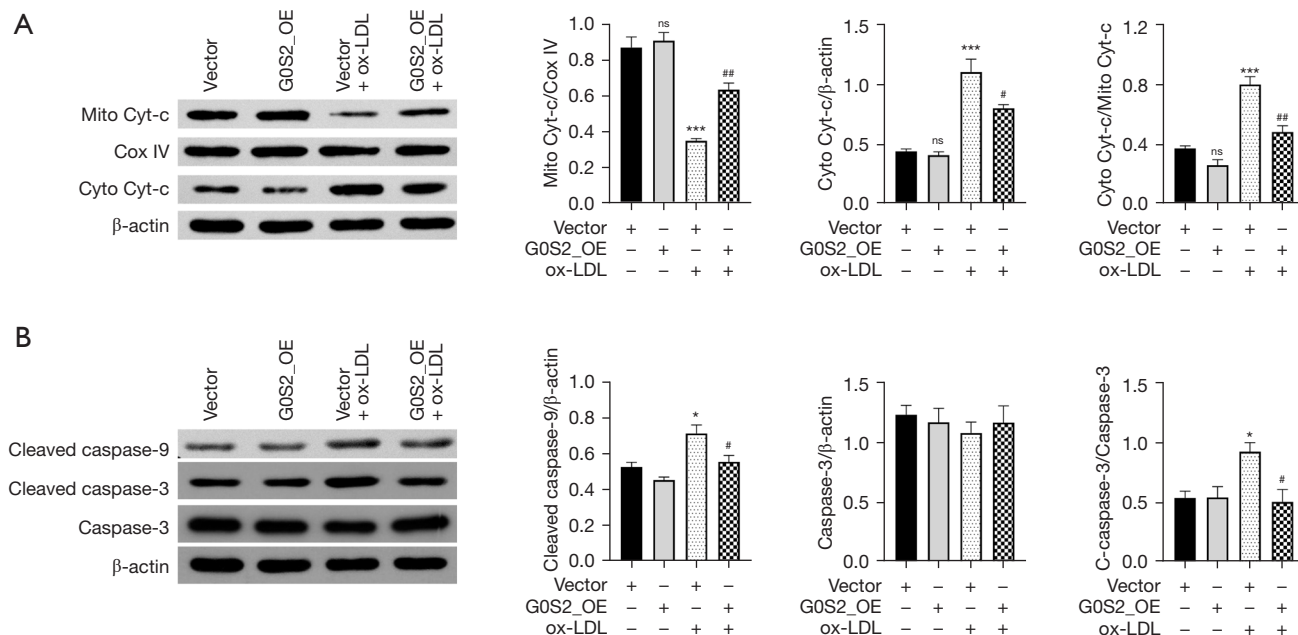 A
Vector
G0S2_OE
Vector
+ ox-LDL
G0S2_OE
+ ox-LDL
Mito Cyt-c
Cox IV
Cyto Cyt-c
β-actin
Mito Cyt-c/Cox IV
1.0
0.8
0.6
0.4
0.2
0.0
ns
***
##
Vector + – + –
G0S2_OE – + – +
ox-LDL – – + +
Cyto Cyt-c/β-actin
1.5
1.0
0.5
0.0
ns
***
#
Vector + – + –
G0S2_OE – + – +
ox-LDL – – + +
Cyto Cyt-c/Mito Cyt-c
1.2
0.8
0.4
0.0
ns
***
##
Vector + – + –
G0S2_OE – + – +
ox-LDL – – + +
B
Vector
G0S2_OE
Vector
+ ox-LDL
G0S2_OE
+ ox-LDL
Cleaved caspase-9
Cleaved caspase-3
Caspase-3
β-actin
Cleaved caspase-9/β-actin
1.0
0.8
0.6
0.4
0.2
0.0
*
#
Vector + – + –
G0S2_OE – + – +
ox-LDL – – + +
Caspase-3/β-actin
1.5
1.0
0.5
0.0
Vector + – + –
G0S2_OE – + – +
ox-LDL – – + +
C-caspase-3/Caspase-3
1.5
1.0
0.5
0.0
*
#
Vector + – + –
G0S2_OE – + – +
ox-LDL – – + +